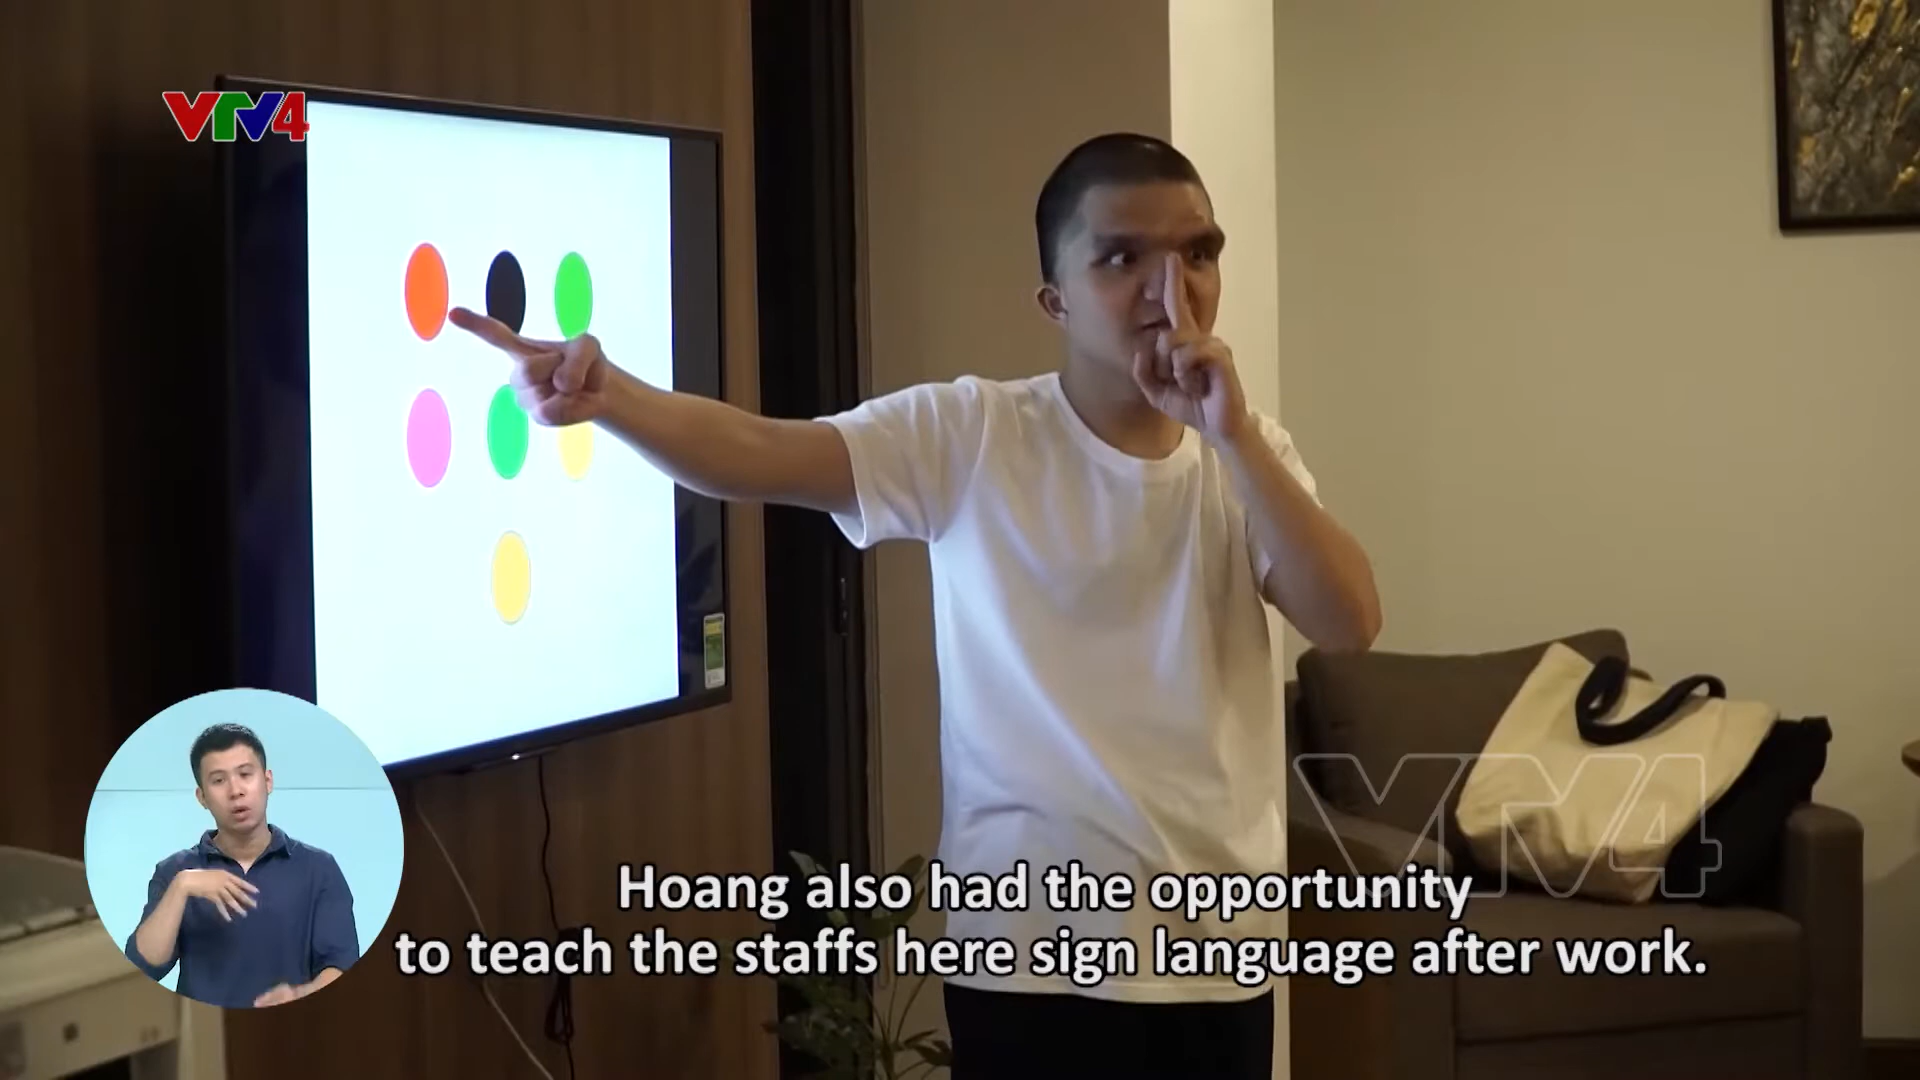 VTV4
VTV4
Hoang also had the opportunity
to teach the staffs here sign language after work.